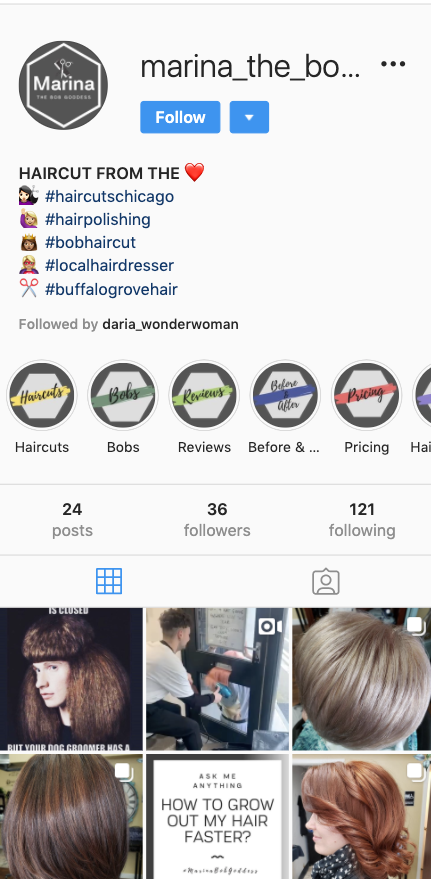 Marina
THE BOB GODDESS
marina_the_bo...
Follow
HAIRCUT FROM THE ❤️
#haircutschicago
#hairpolishing
#bobhaircut
#localhairdresser
#buffalogrovehair
Followed by daria_wonderwoman
Haircuts
Bobs
Reviews
Before & After
Pricing
Haircuts
Bobs
Reviews
Before & ...
Pricing
Hai
24
posts
36
followers
121
following
IS CLOSED
BUT YOUR DOG GROOMER HAS A
ASK ME
ANYTHING
HOW TO GROW
OUT MY HAIR
FASTER?
#MarinaBobGoddess